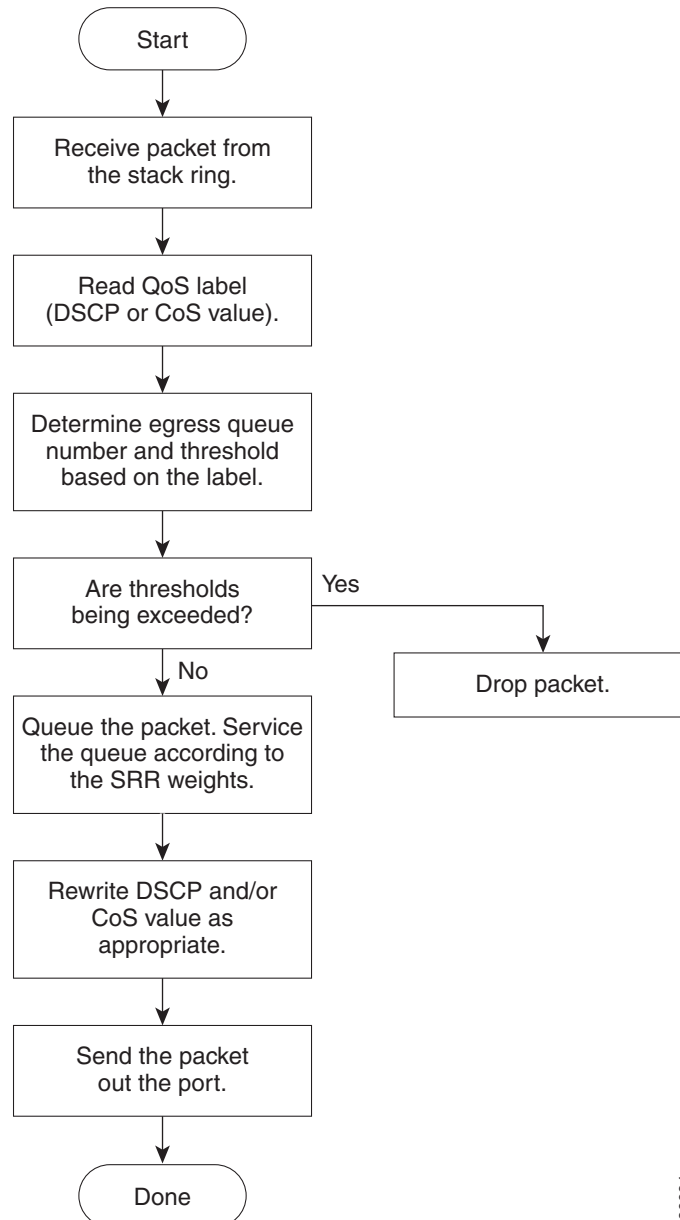 Start
Receive packet from
the stack ring.
Read QoS label
(DSCP or CoS value).
Determine egress queue
number and threshold
based on the label.
Are thresholds
being exceeded?
Yes
No
Drop packet.
Queue the packet. Service
the queue according to
the SRR weights.
Rewrite DSCP and/or
CoS value as
appropriate.
Send the packet
out the port.
Done